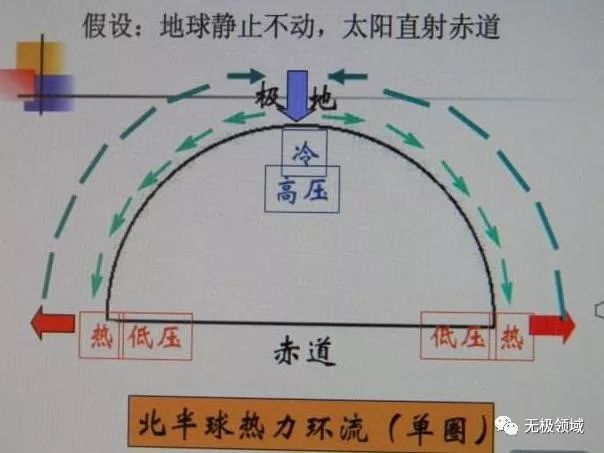 假设：地球静止不动，太阳直射赤道
极地
冷
高压
热 低压
低压 热
赤道
北半球热力环流（单圈）
无极领域